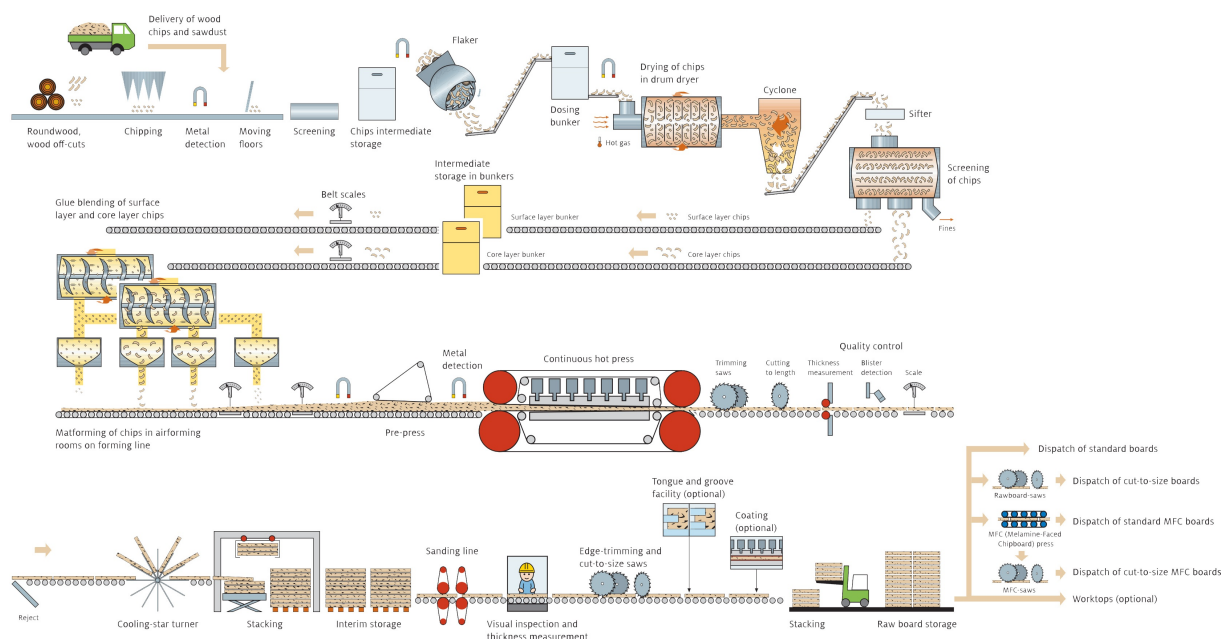 Delivery of wood
chips and sawdust
Roundwood,
wood off-cuts
Chipping
Metal
detection
Moving
floors
Screening
Chips intermediate
storage
Flaker
Dosing
bunker
Hot gas
Drying of chips
in drum dryer
Cyclone
Sifter
Screening
of chips
Fines
Glue blending of surface
layer and core layer chips
Belt scales
Intermediate
storage in bunkers
Surface layer bunker
Surface layer chips
Core layer bunker
Core layer chips
Matforming of chips in airforming
rooms on forming line
Pre-press
Metal
detection
Continuous hot press
Trimming
saws
Cutting
to length
Quality control
Thickness
measurement
Blister
detection
Scale
Reject
Cooling-star turner
Stacking
Interim storage
Sanding line
Visual inspection and
thickness measurement
Edge-trimming and
cut-to-size saws
Tongue and groove
facility (optional)
Coating
(optional)
Stacking
Raw board storage
Dispatch of standard boards
Rawboard-saws
Dispatch of cut-to-size boards
MFC (Melamine-Faced
Chipboard) press
Dispatch of standard MFC boards
MFC-saws
Dispatch of cut-to-size MFC boards
Worktops (optional)